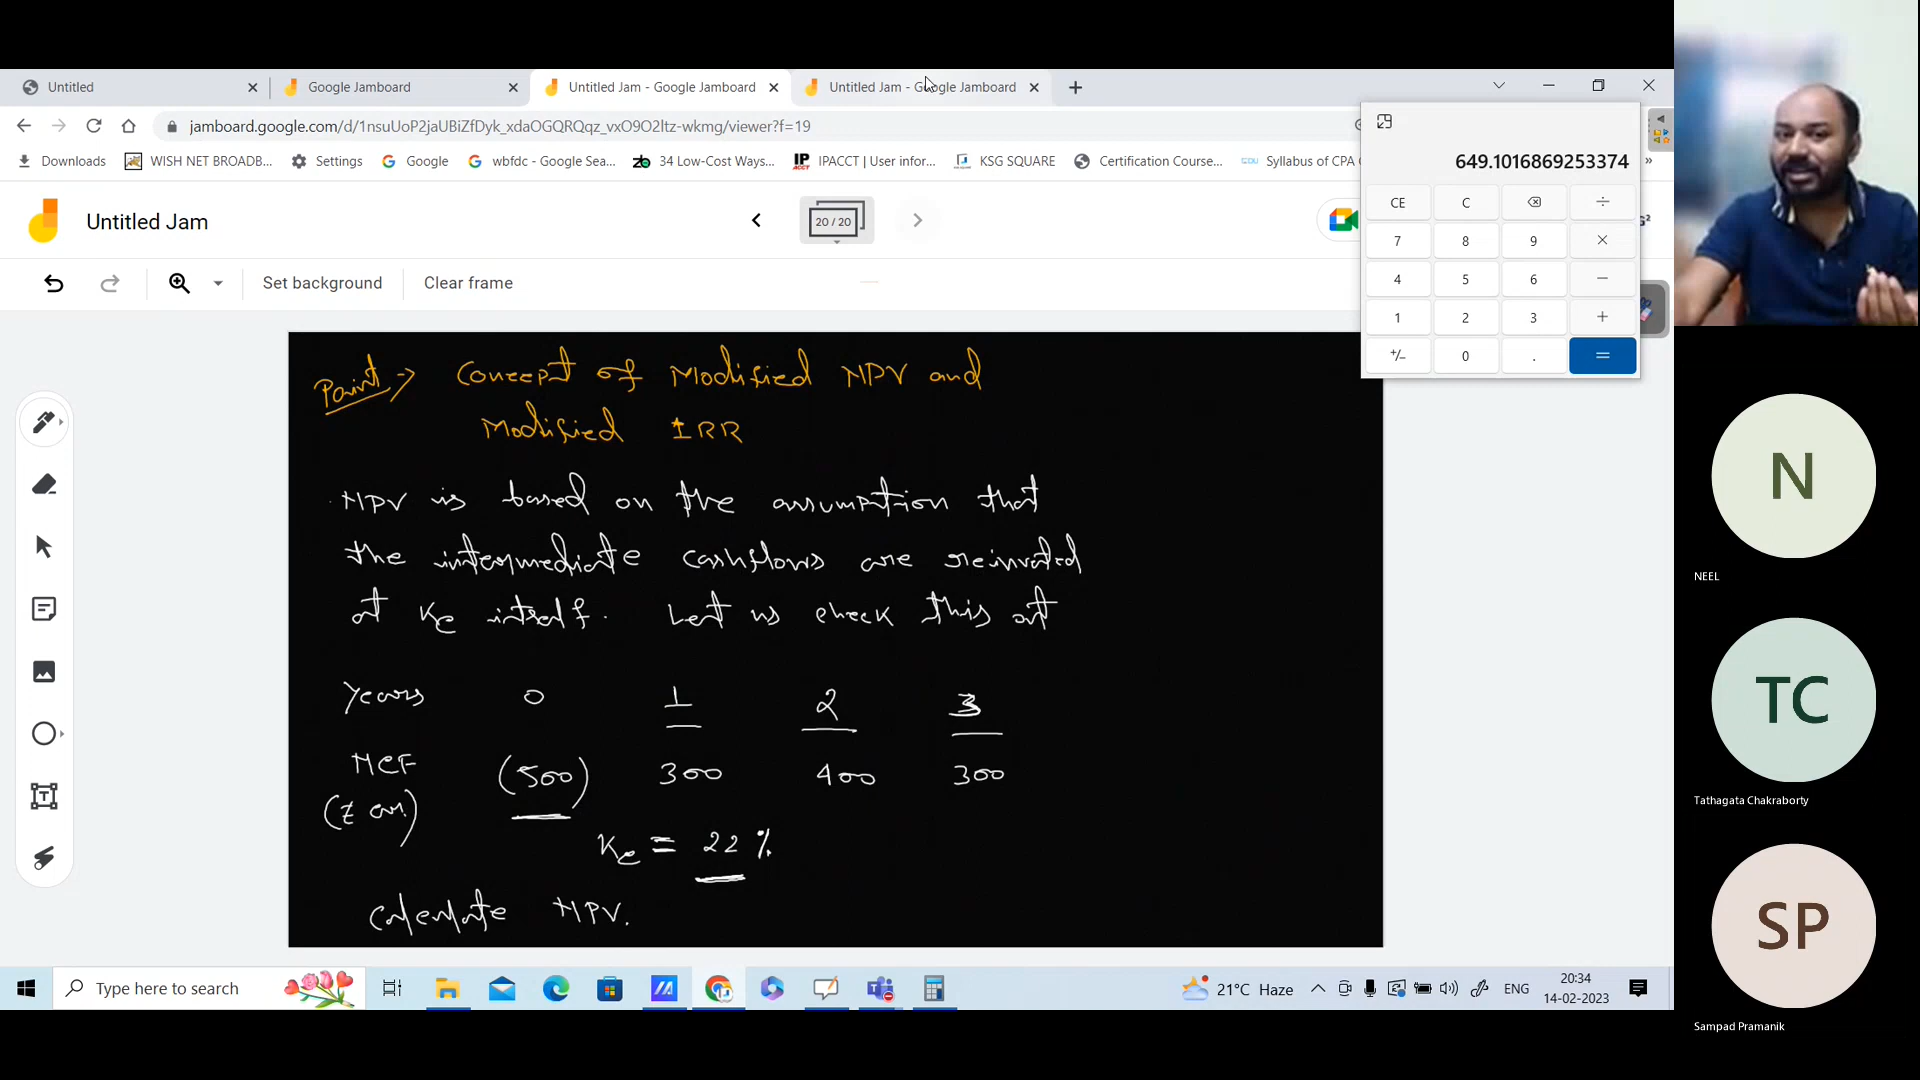 Untitled
Google Jamboard
Untitled Jam - Google Jamboard
Untitled Jam - Google Jamboard
jamboard.google.com/d/1nsuUoP2jaUBiZfDyk_xdaOGQRQqz_vxO9O2ltz-wkmg/viewer?f=19
Downloads
WISH NET BROADB...
Settings
Google
wbfdc - Google Sea...
34 Low-Cost Ways...
IPACCT | User infor...
KSG SQUARE
Certification Course...
Syllabus of CPA
»
649.1016869253374
CE C ÷
7 8 9 ×
4 5 6 −
1 2 3 +
+/− 0 . =
Untitled Jam
20 / 20
Set background
Clear frame
Point → Concept of Modified NPV and
Modified IRR
NPV is based on the assumption that
the intermediate cashflows are reinvated
at Ke intself. Let us check this out
Years 0 1 2 3
NCF (500) 300 400 300
Ke = 22 %
Calculate NPV.
N
NEEL
TC
Tathagata Chakraborty
SP
Sampad Pramanik
Type here to search
21°C Haze
ENG
20:34
14-02-2023